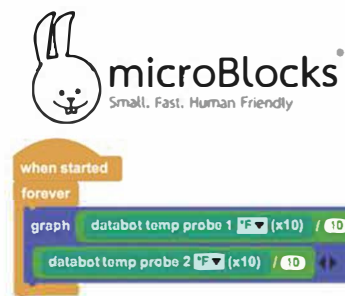 microBlocks
Small. Fast. Human Friendly
when started
forever
graph databot temp probe 1 °F (x10) / 10
databot temp probe 2 °F (x10) / 10